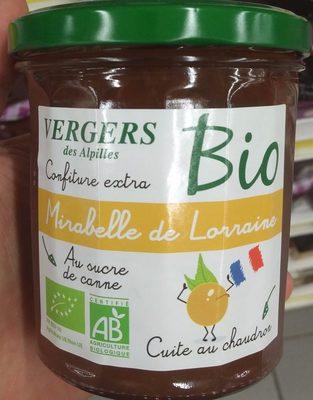 VERGERS
des Alpilles
Bio
Confiture extra
Mirabelle de Lorraine
Au sucre
de canne
CERTIFIÉ
AB
AGRICULTURE
BIOLOGIQUE
Cuite au chaudron